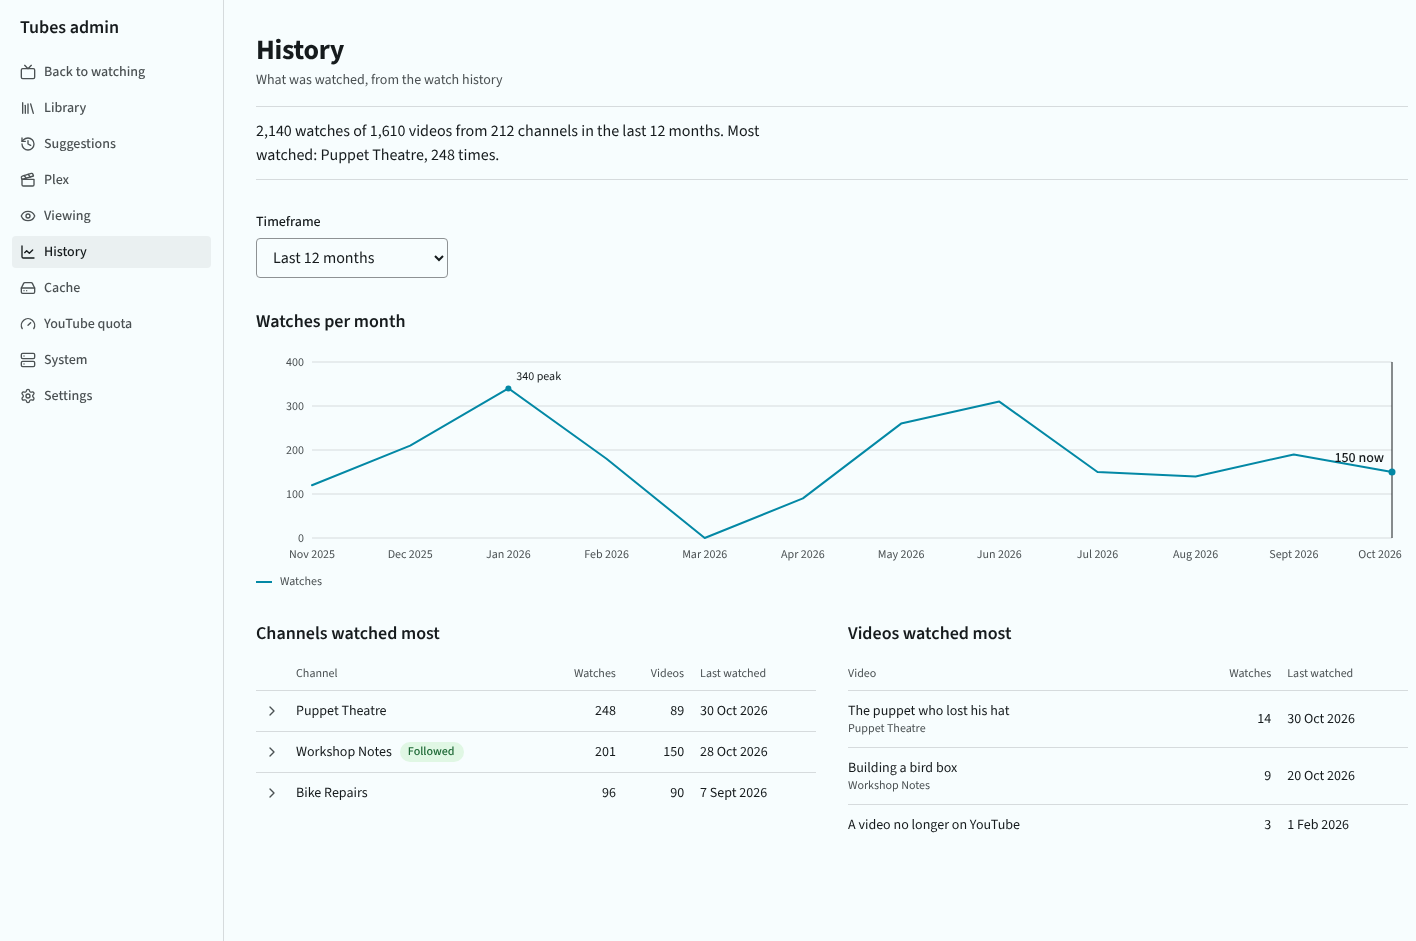 Tubes admin
Back to watching
Library
Suggestions
Plex
Viewing
History
Cache
YouTube quota
System
Settings
History
What was watched, from the watch history
2,140 watches of 1,610 videos from 212 channels in the last 12 months. Most
watched: Puppet Theatre, 248 times.
Timeframe
Last 12 months
Watches per month
400
300
200
100
0
340 peak
150 now
Nov 2025 Dec 2025 Jan 2026 Feb 2026 Mar 2026 Apr 2026 May 2026 Jun 2026 Jul 2026 Aug 2026 Sept 2026 Oct 2026
Watches
Channels watched most
Channel Watches Videos Last watched
Puppet Theatre 248 89 30 Oct 2026
Workshop Notes Followed 201 150 28 Oct 2026
Bike Repairs 96 90 7 Sept 2026
Videos watched most
Video Watches Last watched
The puppet who lost his hat 14 30 Oct 2026
Puppet Theatre
Building a bird box 9 20 Oct 2026
Workshop Notes
A video no longer on YouTube 3 1 Feb 2026